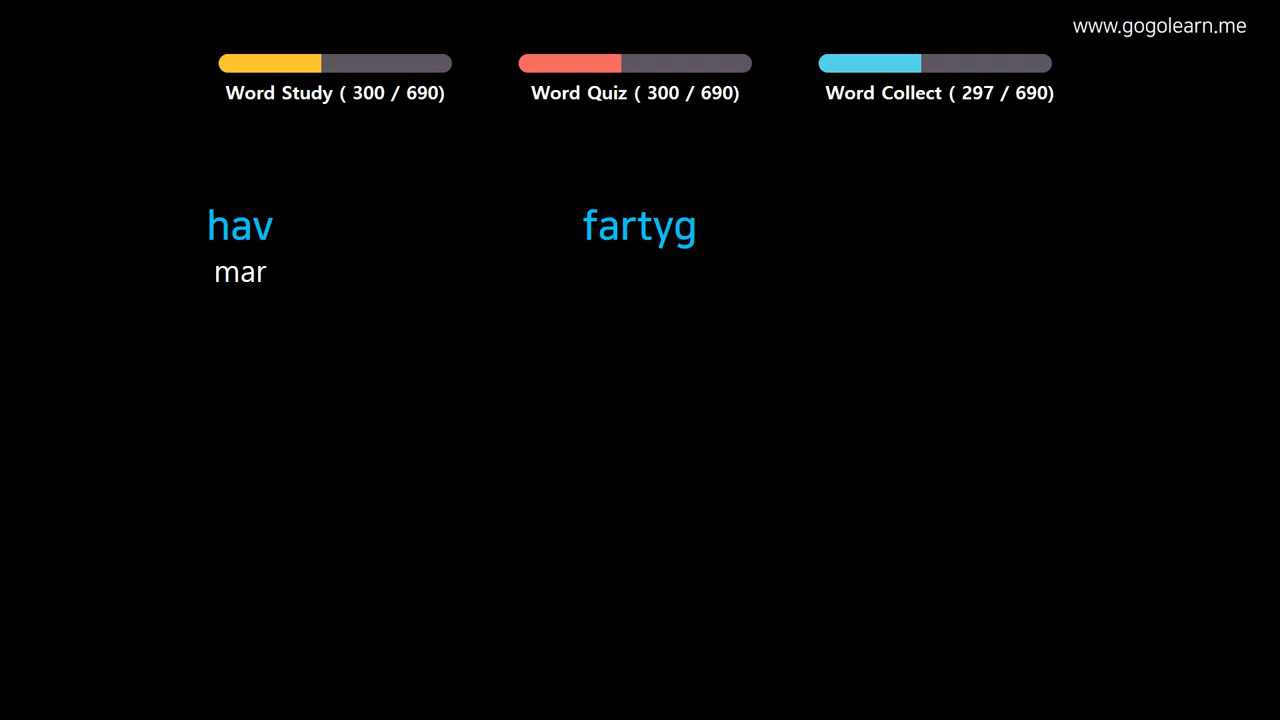 www.gogolearn.me
Word Study ( 300 / 690)
Word Quiz ( 300 / 690)
Word Collect ( 297 / 690)
hav
fartyg
mar